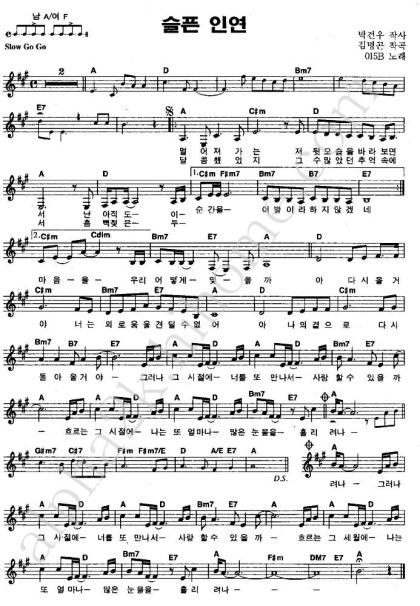 슬픈 인연
남 A/여 F
Slow Go Go
박건우 작사
김명곤 작곡
015B 노래
2 A D Bm7
E7 A C#m
멀어져 가는 저 뒷모습을 바라보면
달콤했었지 그 수많았던 추억 속에
D C#m 1. C#m F#m7 Bm7 B7 E7
서 난 아직도 이 순간을 이별이라 하지 않겠네
서 흠뻑 젖은 두
2. C#m D E7 A
마음을 우리 어떻게 잊을까 아 다시 올 거
C#m D E7 A C#m D
야 너는 외로움을 견딜 수 없어 아 나의 곁으로 다시
Bm7 E7 A C#m D Bm7
돌아올 거야 그러나 그 시절에 너를 또 만나서 사랑할 수 있을까
E7 A C#m D Bm7 E7
흐르는 그 시절에 나는 또 얼마나 많은 눈물을 흘리려나
D.S.
려나 그러나
A C#m D Bm7 E7 A C#m
그 시절에 너를 또 만나서 사랑할 수 있을까 흐르는 그 세월에 나는
D Bm7 E7 A F#m DM7 E7 A
또 얼마나 많은 눈물을 흘리려나